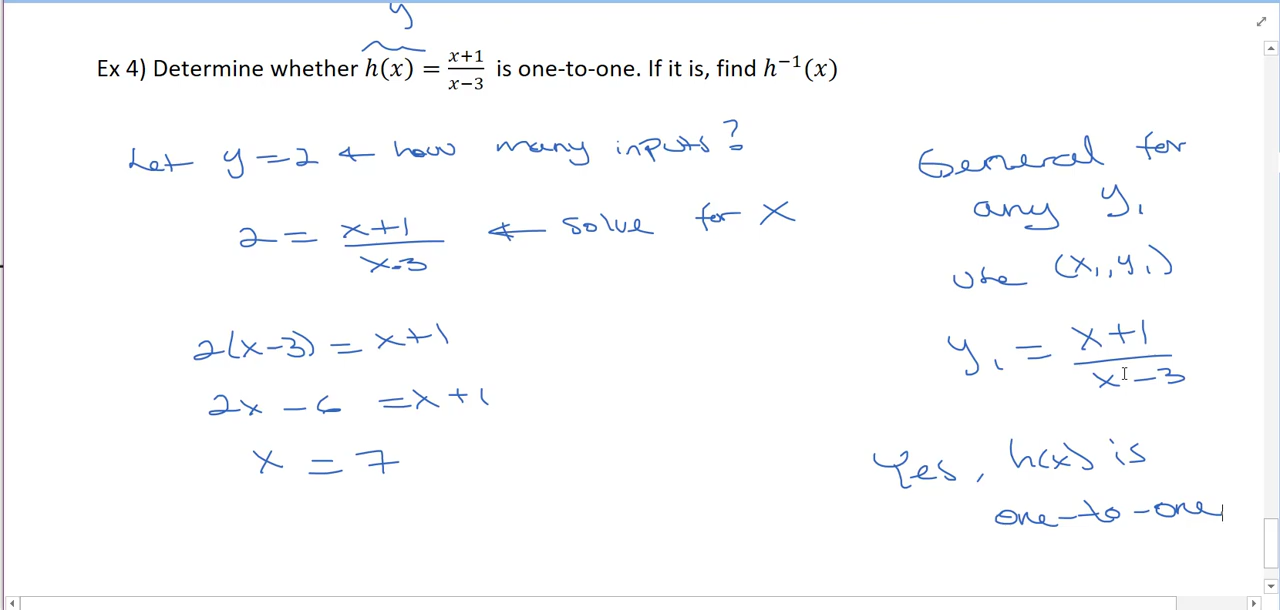 y
Ex 4) Determine whether h(x) = x+1/x−3 is one-to-one. If it is, find h⁻¹(x)
Let y = 2 ← how many inputs?
2 = x+1/x-3 ← solve for x
2(x-3) = x+1
2x - 6 = x+1
x = 7
General for
any y₁
use (x₁, y₁)
y₁ = x+1/x-3
Yes, h(x) is
one-to-one